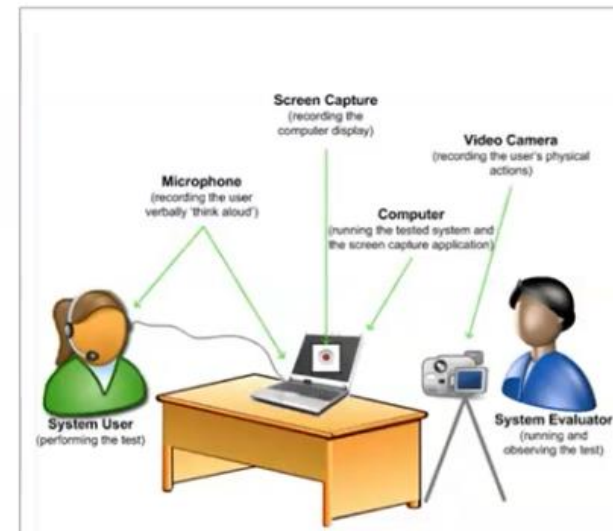 Screen Capture
(recording the
computer display)
Video Camera
(recording the user's physical
actions)
Microphone
(recording the user
verbally 'think aloud')
Computer
(running the tested system and
the screen capture application)
System User
(performing the test)
System Evaluator
(running and
observing the test)